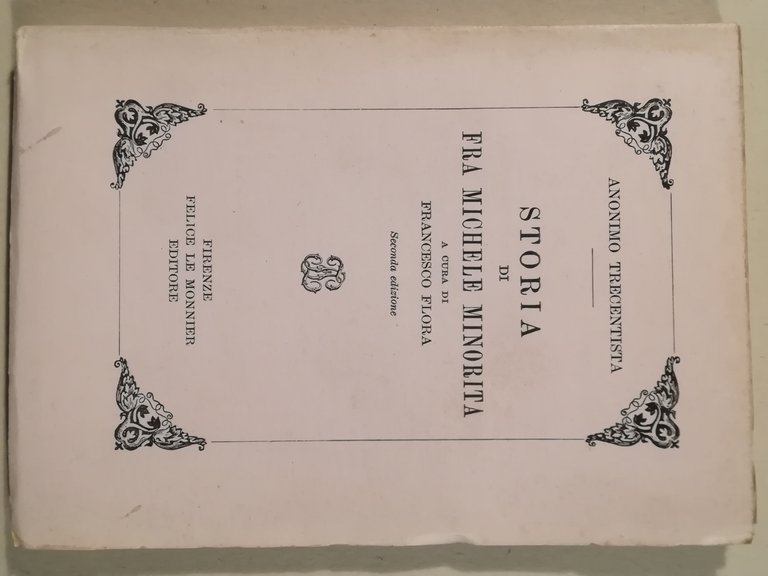 ANONIMO TRECENTISTA
STORIA
DI
FRA MICHELE MINORITA
A CURA DI
FRANCESCO FLORA
Seconda edizione
FIRENZE
FELICE LE MONNIER
EDITORE